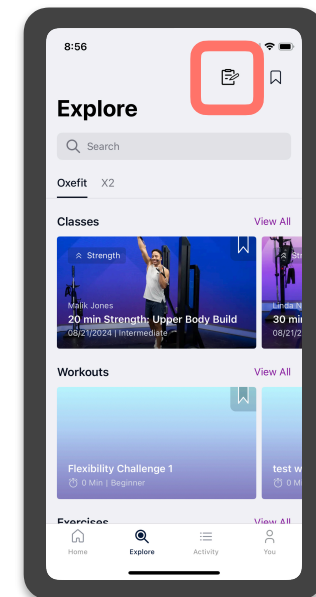 8:56
Explore
Search
Oxefit X2
Classes View All
Strength
Malik Jones
20 min Strength: Upper Body Build
08/21/2024 | Intermediate
Linda N
30 mi
08/21/2
Workouts View All
Flexibility Challenge 1
0 Min | Beginner
test w
0 M
Exercises View All
Home Explore Activity You